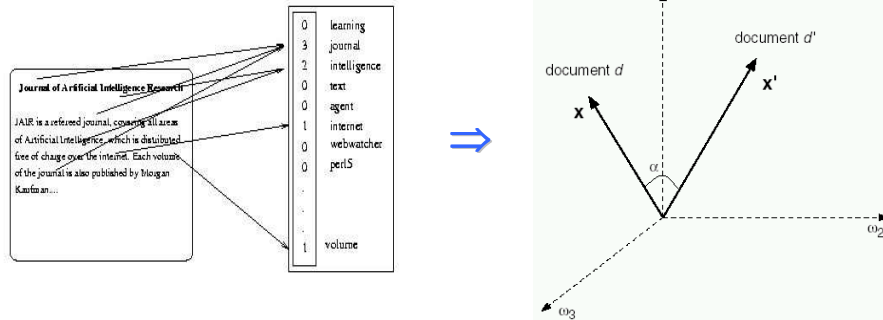 Journal of Artificial Intelligence Research
JAIR is a refereed journal, covering all areas
of Artificial Intelligence, which is distributed
free of charge over the internet. Each volume
of the journal is also published by Morgan
Kaufman....
0 learning
3 journal
2 intelligence
0 text
0 agent
1 internet
0 webwatcher
0 perl5
.
.
.
1 volume
document d
x
document d'
x'
α
ω2
ω3